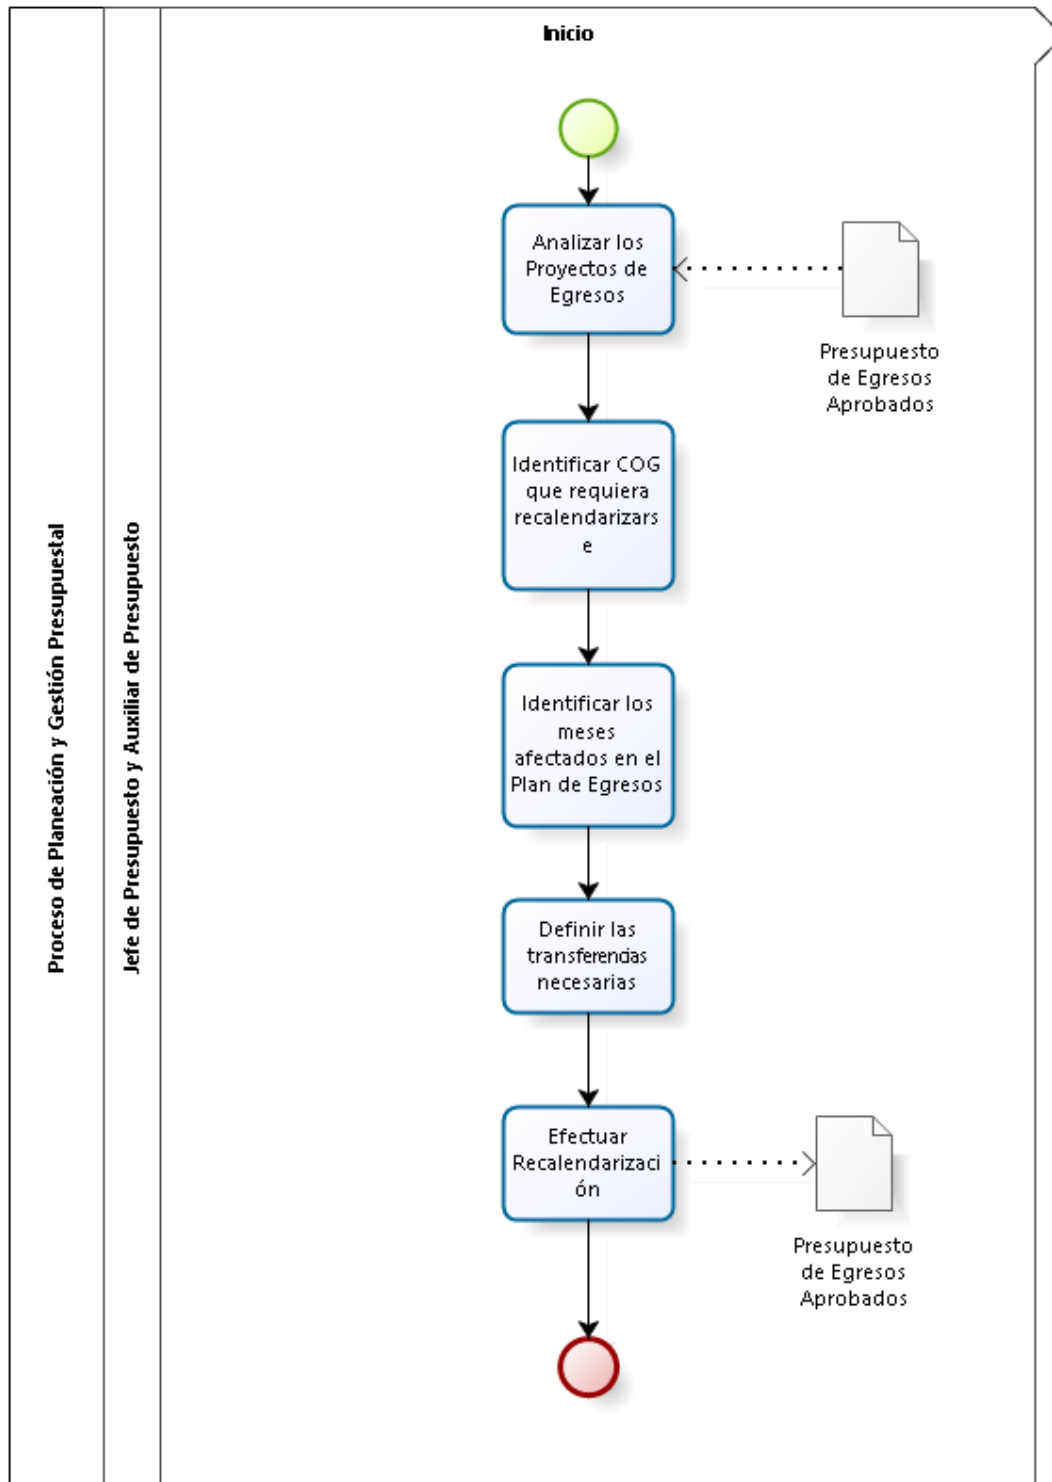 Inicio
Proceso de Planeación y Gestión Presupuestal
Jefe de Presupuesto y Auxiliar de Presupuesto
Analizar los
Proyectos de
Egresos
Presupuesto
de Egresos
Aprobados
Identificar COG
que requiera
recalendarizars
e
Identificar los
meses
afectados en el
Plan de Egresos
Definir las
transferencias
necesarias
Efectuar
Recalendarizaci
ón
Presupuesto
de Egresos
Aprobados